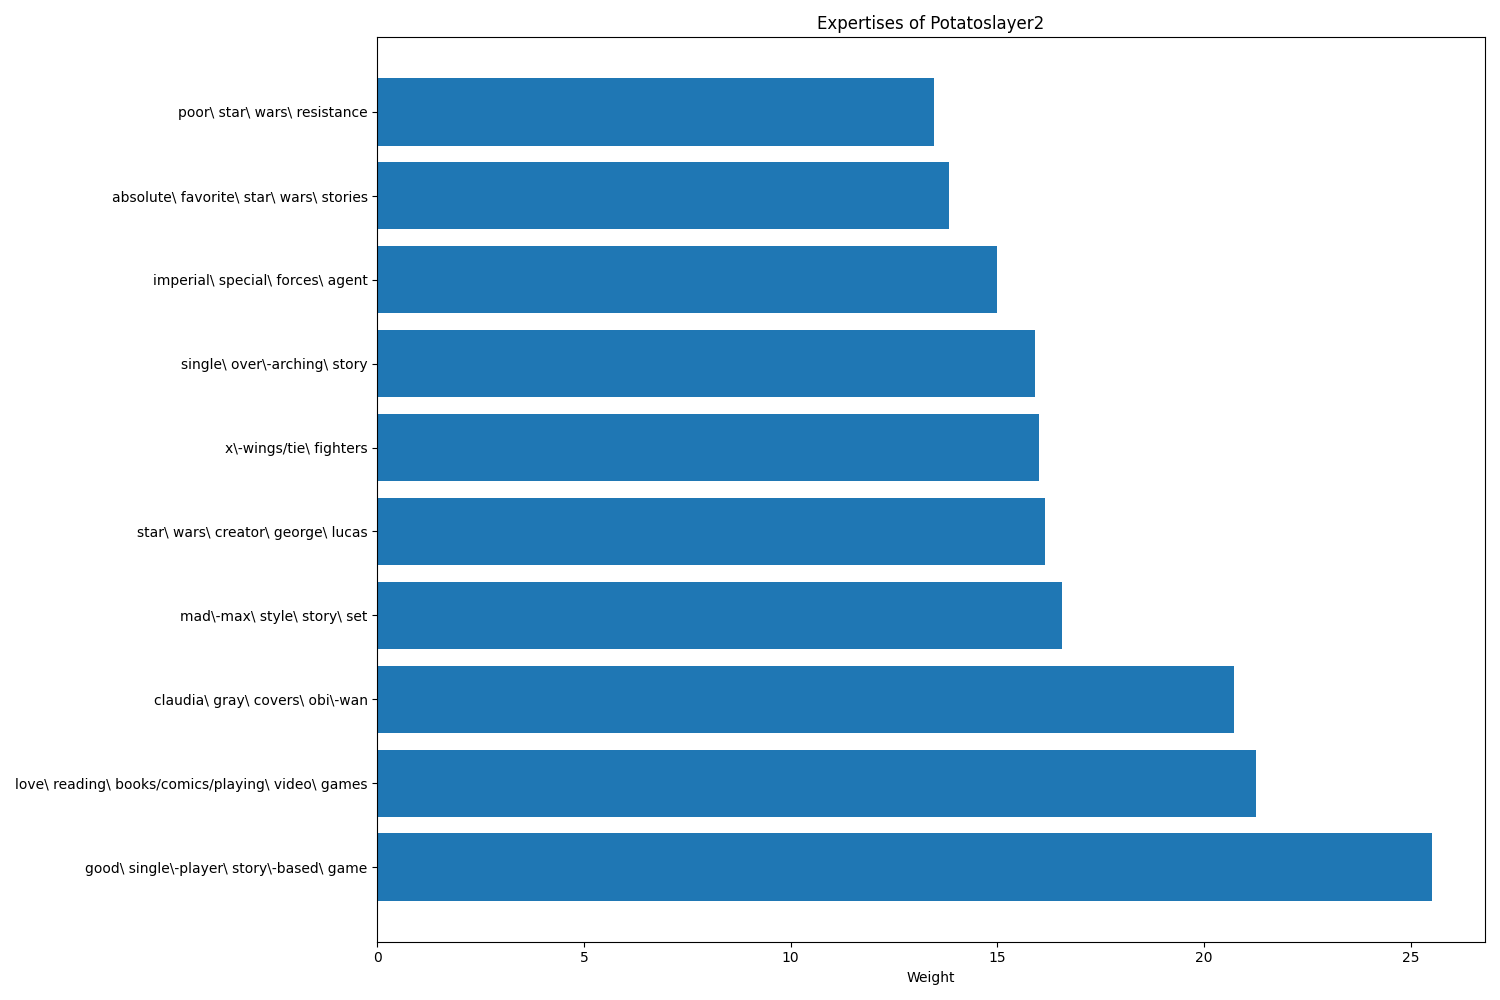 Expertises of Potatoslayer2
poor\ star\ wars\ resistance
absolute\ favorite\ star\ wars\ stories
imperial\ special\ forces\ agent
single\ over\-arching\ story
x\-wings/tie\ fighters
star\ wars\ creator\ george\ lucas
mad\-max\ style\ story\ set
claudia\ gray\ covers\ obi\-wan
love\ reading\ books/comics/playing\ video\ games
good\ single\-player\ story\-based\ game
0 5 10 15 20 25
Weight